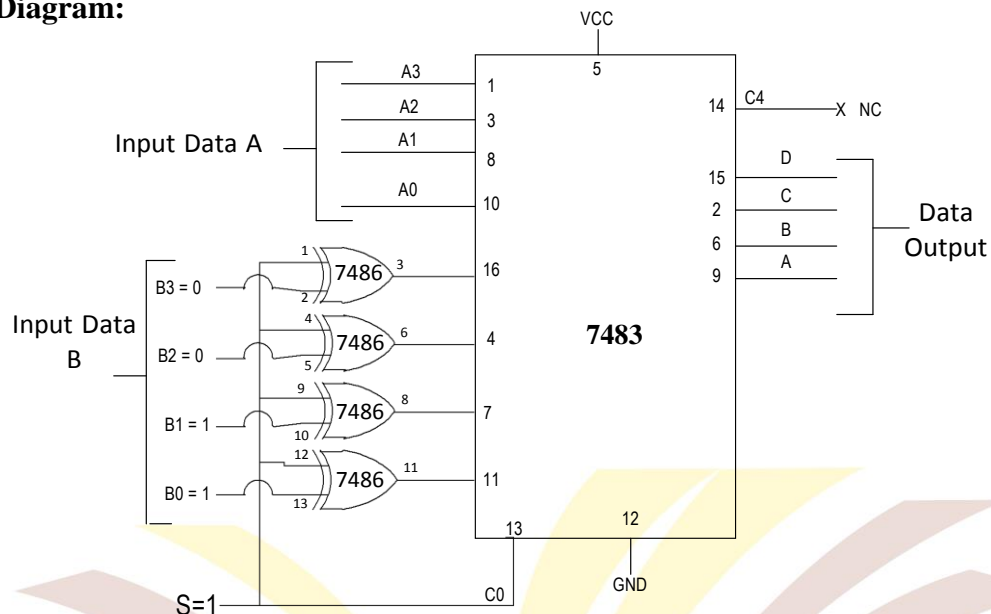 Diagram:
VCC
5
Input Data A
A3
1
A2
3
A1
8
A0
10
14
C4
X NC
15
D
2
C
6
B
9
A
Data
Output
7483
Input Data
B
B3 = 0
1
2
7486
3
16
B2 = 0
4
5
7486
6
4
B1 = 1
9
10
7486
8
7
B0 = 1
12
13
7486
11
11
13
12
GND
S=1
C0